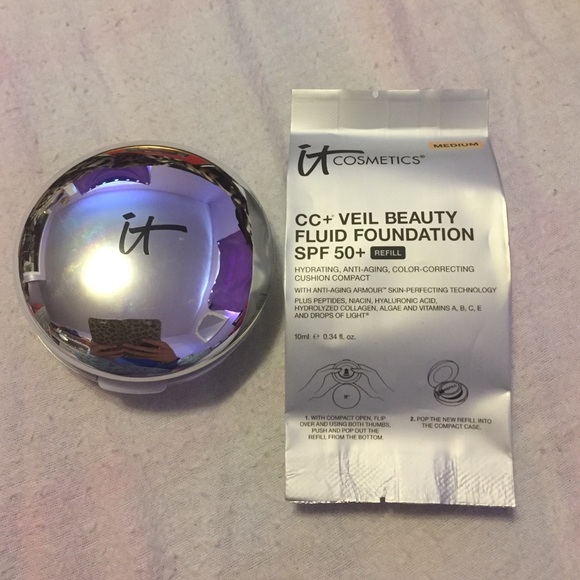 it
MEDIUM
it COSMETICS®
CC+ VEIL BEAUTY
FLUID FOUNDATION
SPF 50+ REFILL
HYDRATING, ANTI-AGING, COLOR-CORRECTING
CUSHION COMPACT
WITH ANTI-AGING ARMOUR™ SKIN-PERFECTING TECHNOLOGY
PLUS PEPTIDES, NIACIN, HYALURONIC ACID,
HYDROLYZED COLLAGEN, ALGAE AND VITAMINS A, B, C, E
AND DROPS OF LIGHT®
10ml ℮ 0.34 fl. oz.
1. WITH COMPACT OPEN, FLIP
OVER AND USING BOTH THUMBS,
PUSH AND POP OUT THE
REFILL FROM THE BOTTOM.
2. POP THE NEW REFILL INTO
THE COMPACT CASE.